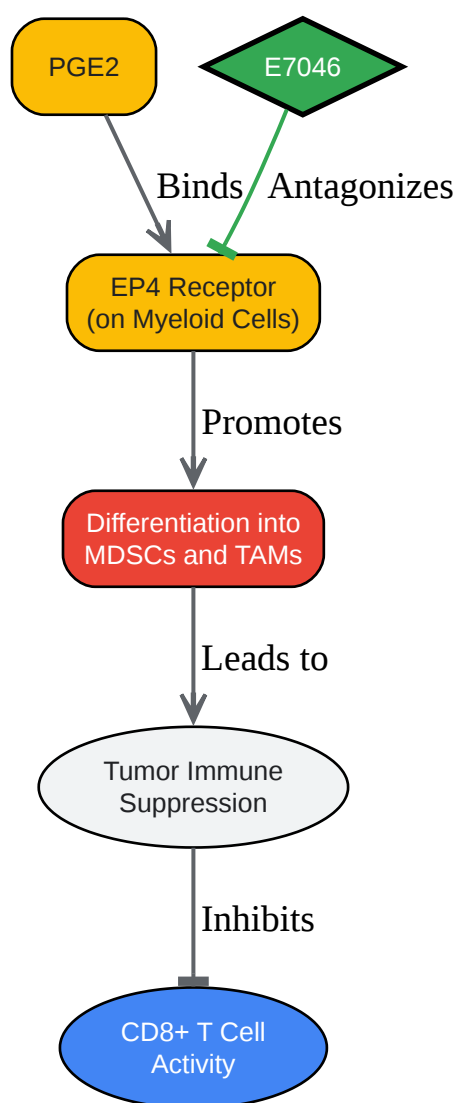 PGE2
E7046
Binds
Antagonizes
EP4 Receptor
(on Myeloid Cells)
Promotes
Differentiation into
MDSCs and TAMs
Leads to
Tumor Immune
Suppression
Inhibits
CD8+ T Cell
Activity